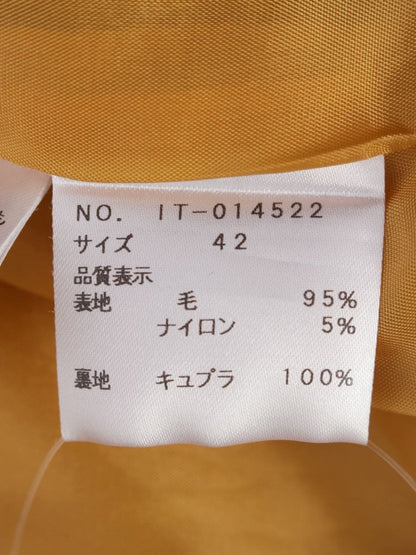 NO. IT-014522
サイズ 42
品質表示
表地 毛 95%
ナイロン 5%
裏地 キュプラ 100%